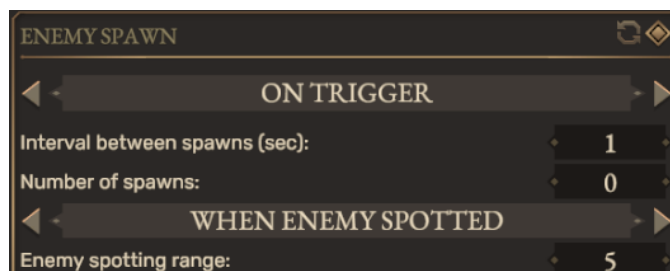 ENEMY SPAWN
ON TRIGGER
Interval between spawns (sec): 1
Number of spawns: 0
WHEN ENEMY SPOTTED
Enemy spotting range: 5